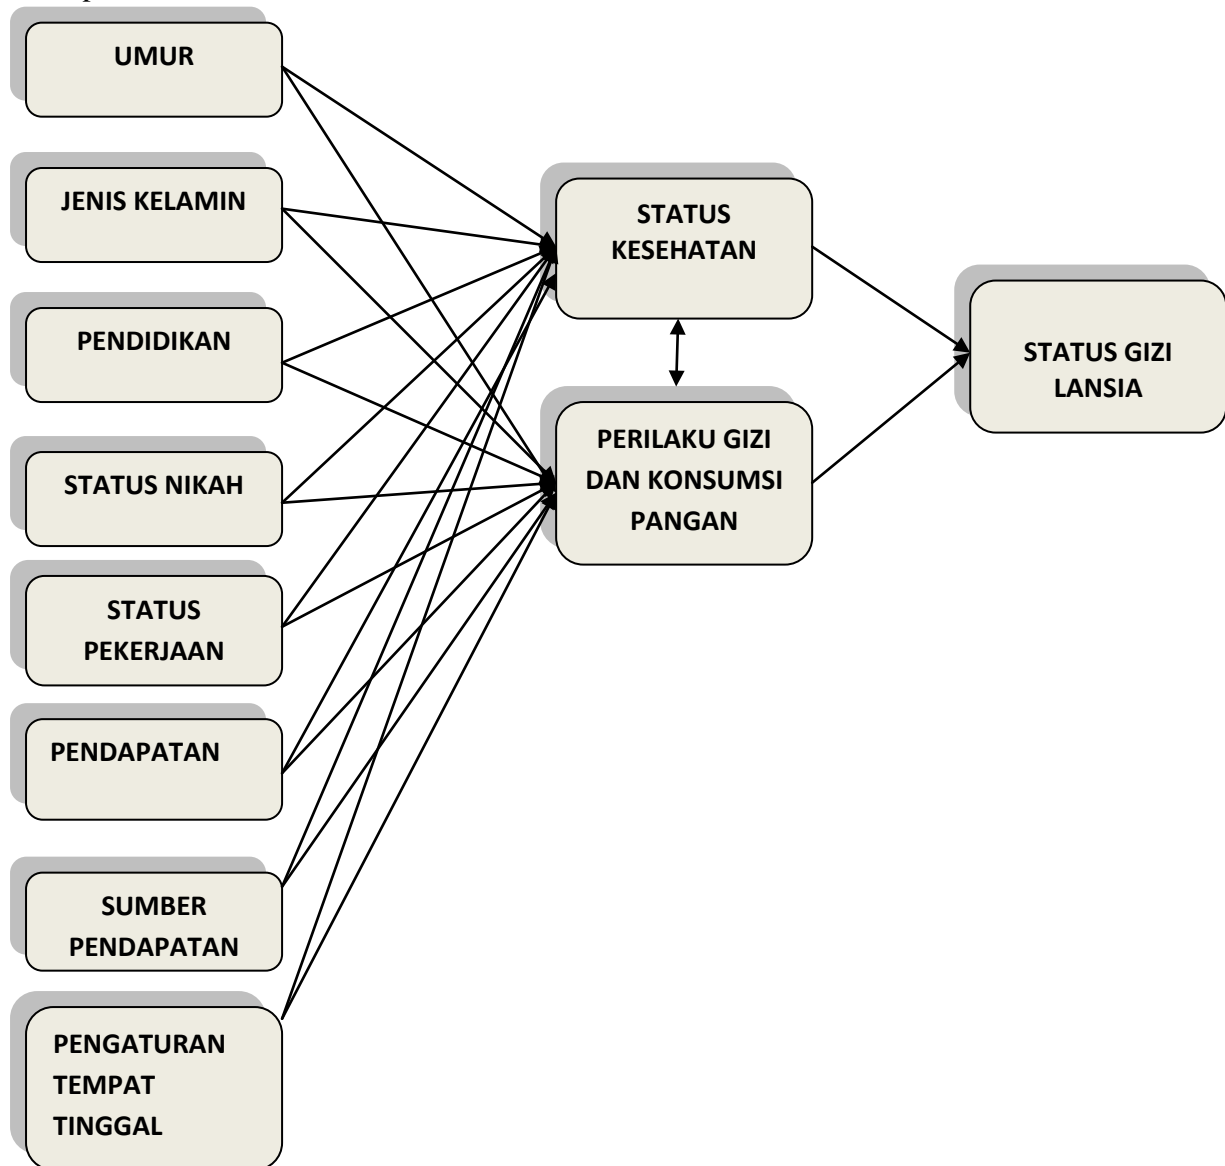 UMUR
JENIS KELAMIN
PENDIDIKAN
STATUS NIKAH
STATUS
PEKERJAAN
PENDAPATAN
SUMBER
PENDAPATAN
PENGATURAN
TEMPAT
TINGGAL
STATUS
KESEHATAN
PERILAKU GIZI
DAN KONSUMSI
PANGAN
STATUS GIZI
LANSIA